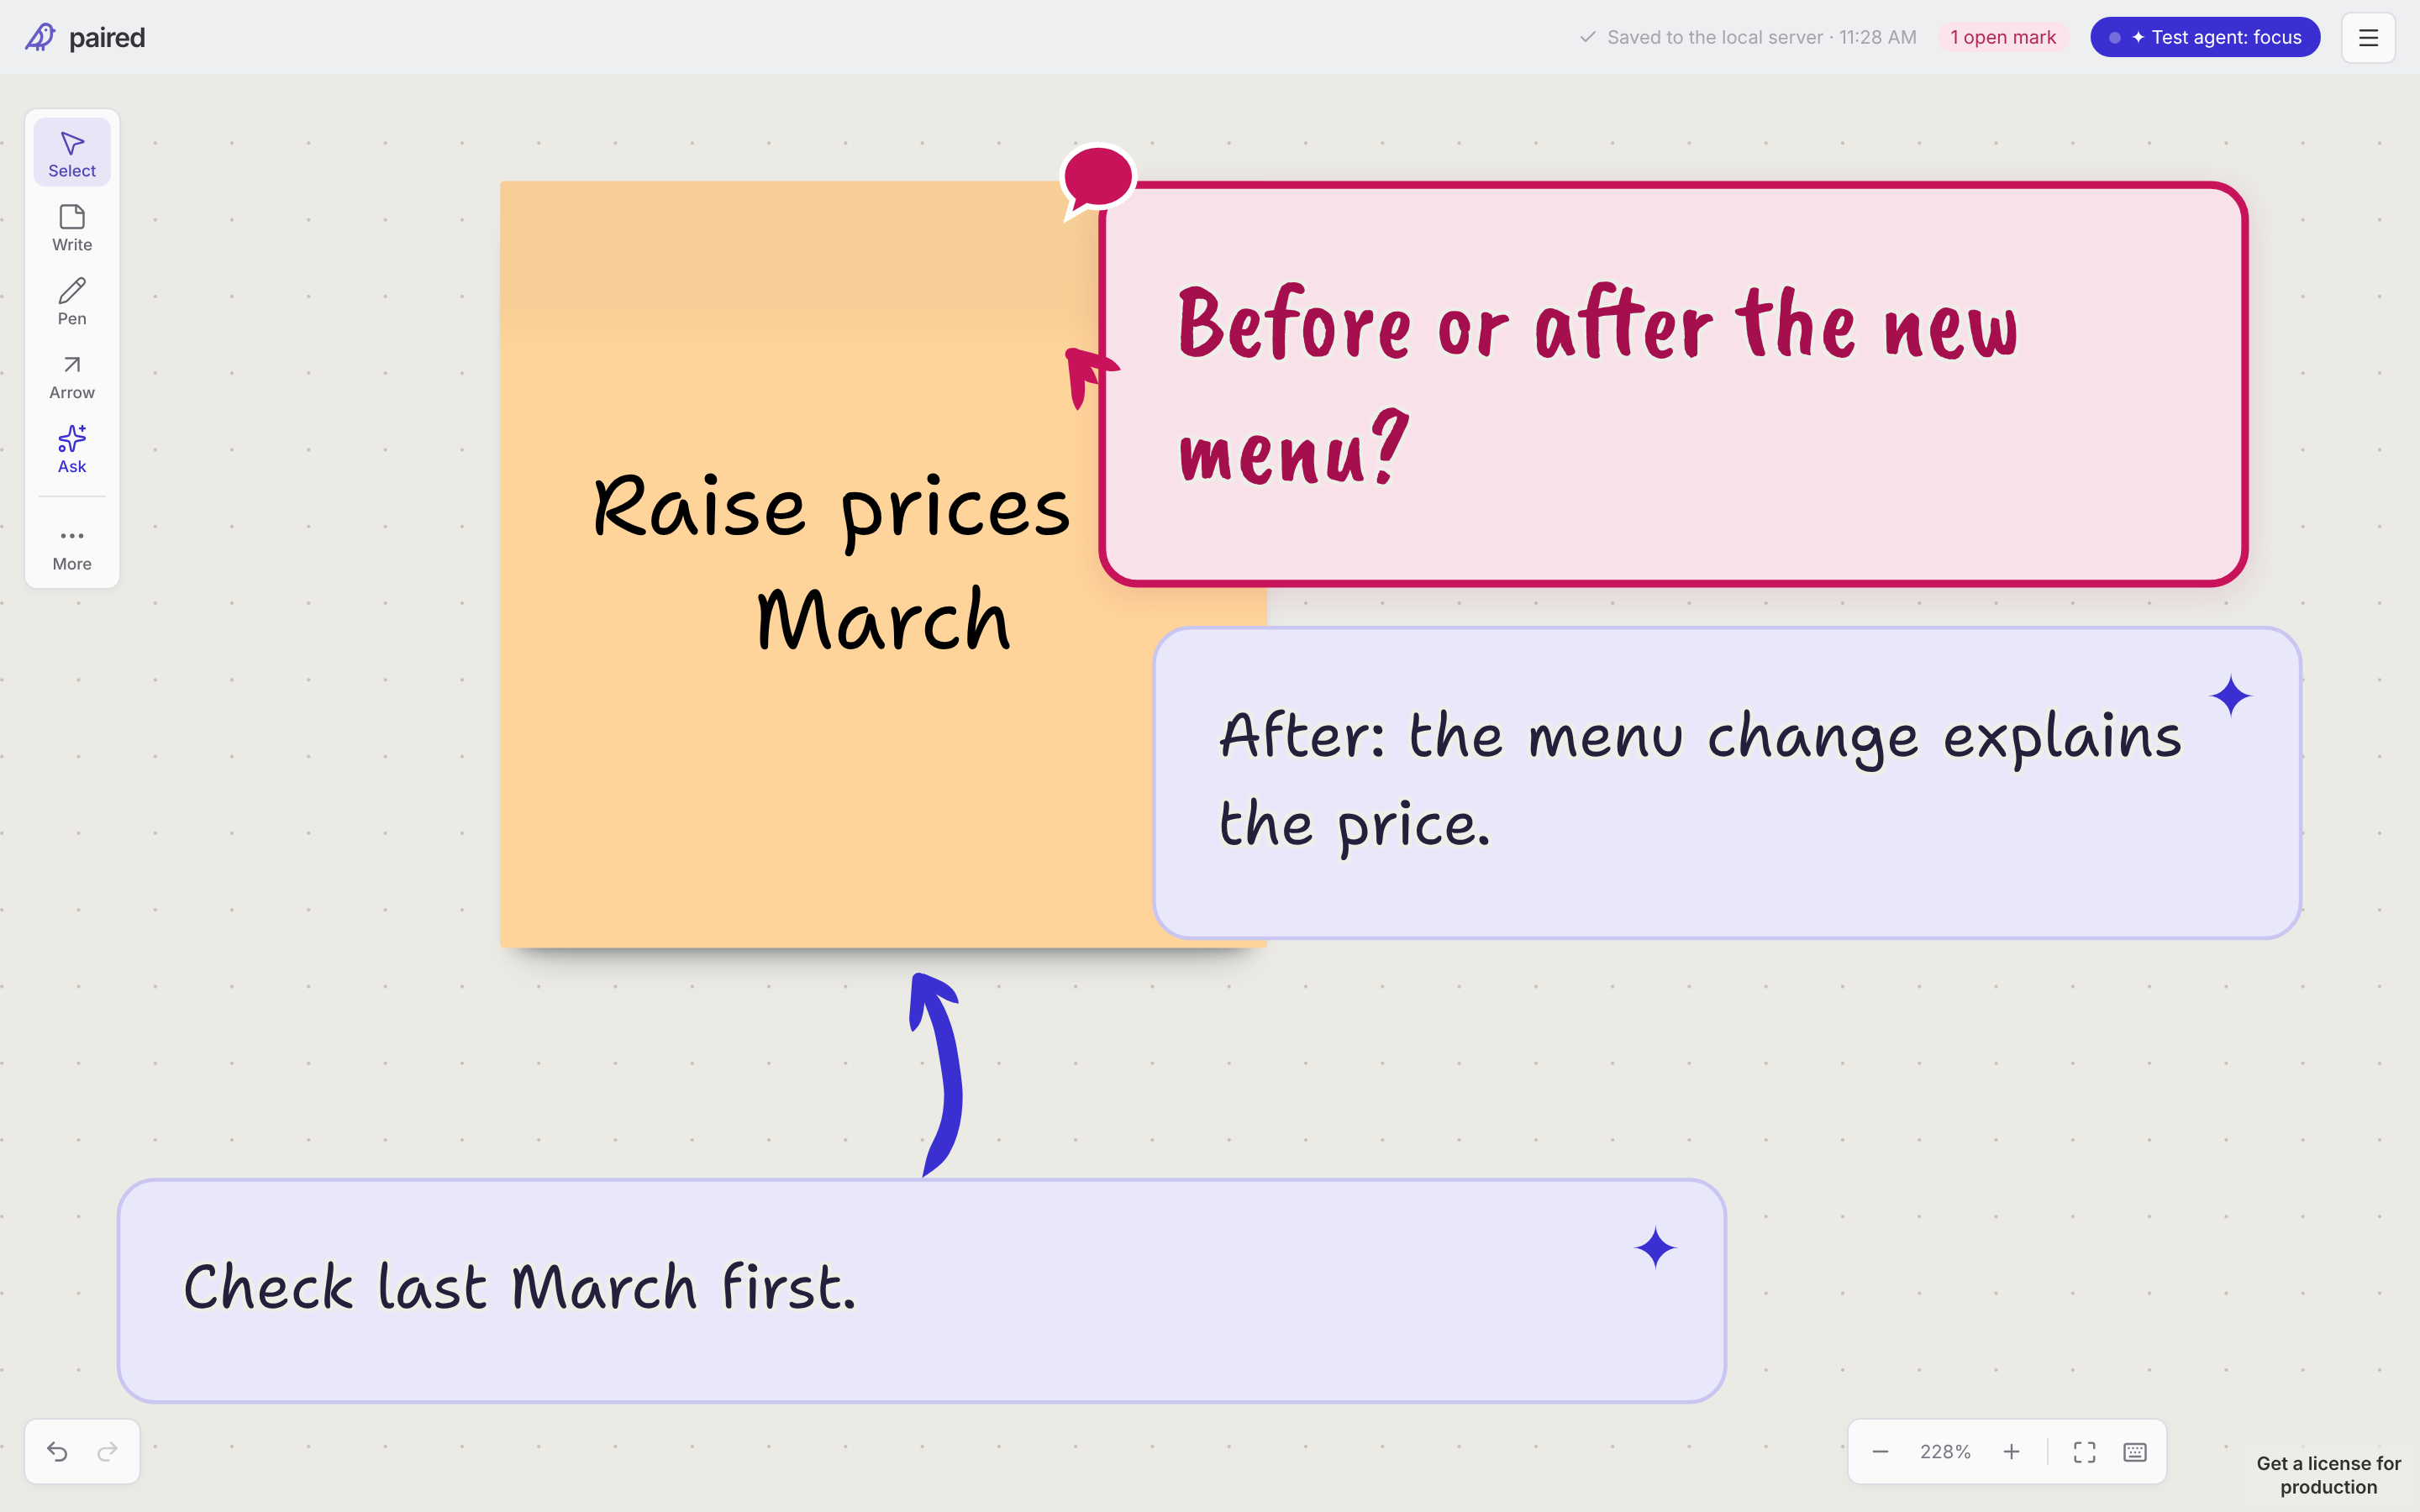 paired
Saved to the local server · 11:28 AM
1 open mark
Test agent: focus
Select
Write
Pen
Arrow
Ask
More
Raise prices
March
Before or after the new
menu?
After: the menu change explains
the price.
Check last March first.
228%
Get a license for
production